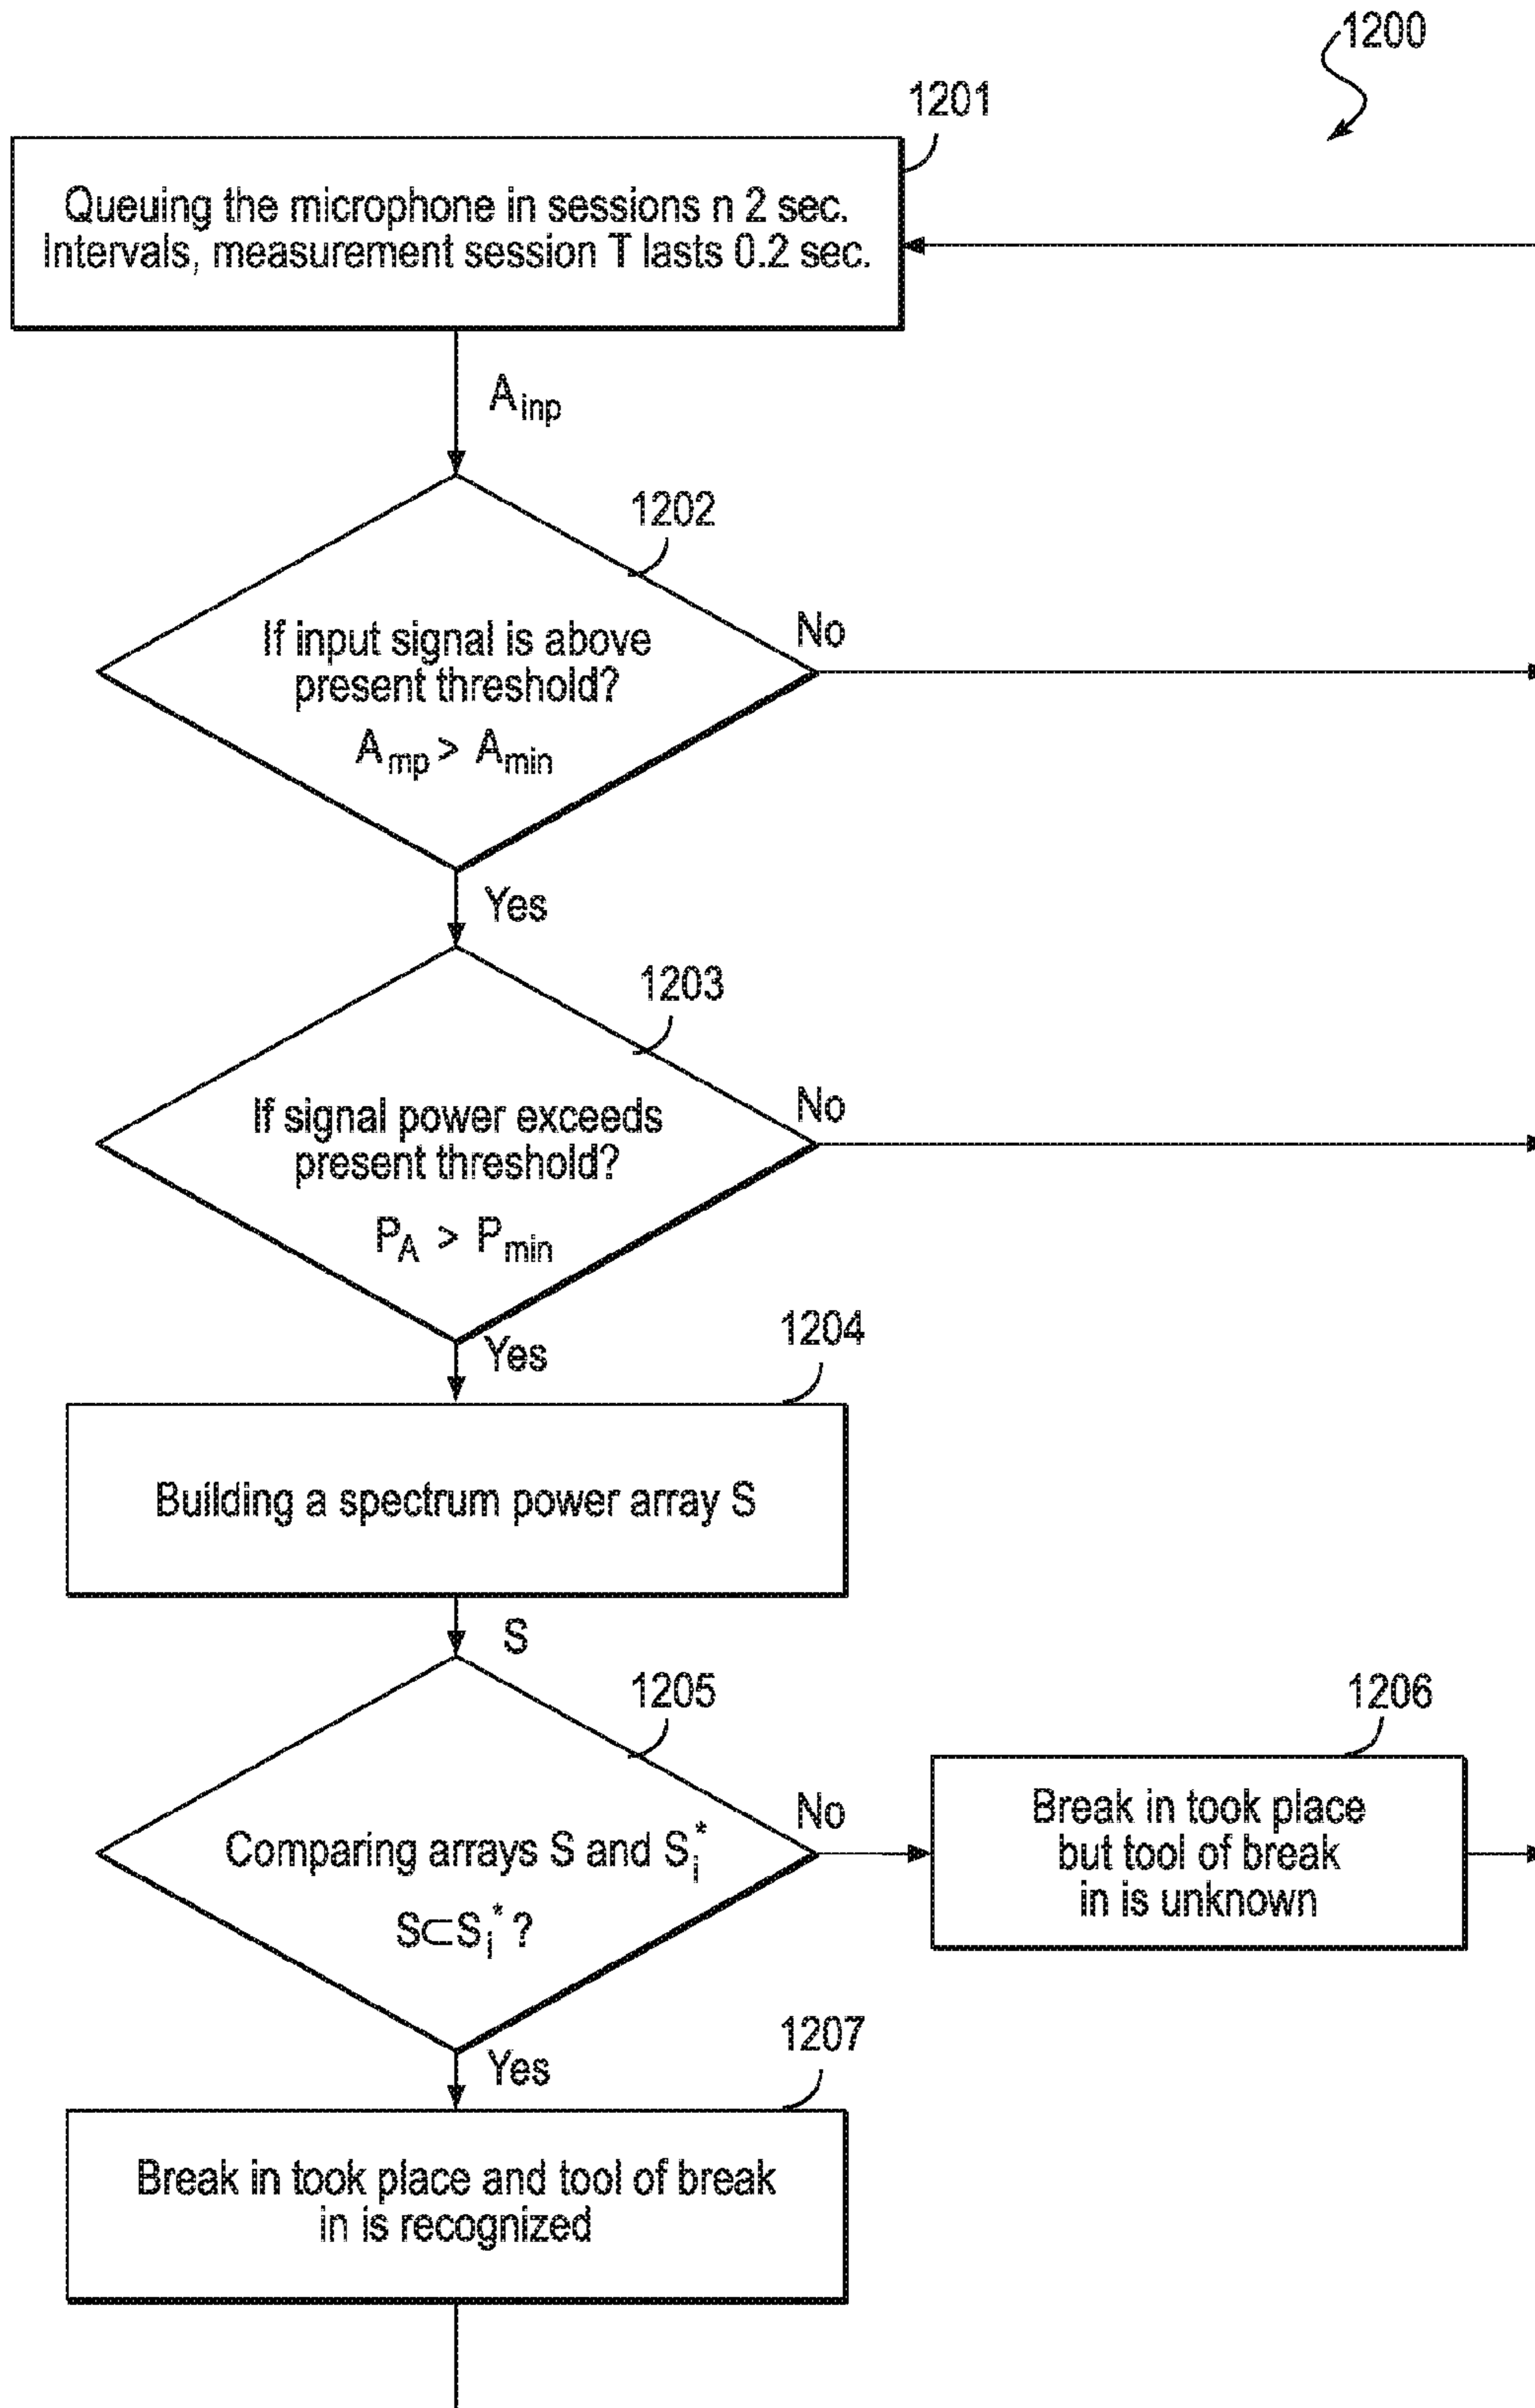 1200
1201
Queuing the microphone in sessions n 2 sec.
Intervals, measurement session T lasts 0.2 sec.
A_inp
1202
If input signal is above
present threshold?
A_mp > A_min
No
Yes
1203
If signal power exceeds
present threshold?
P_A > P_min
No
Yes
1204
Building a spectrum power array S
S
1205
Comparing arrays S and S_i^*
S⊂S_i^* ?
No
1206
Break in took place
but tool of break
in is unknown
Yes
1207
Break in took place and tool of break
in is recognized